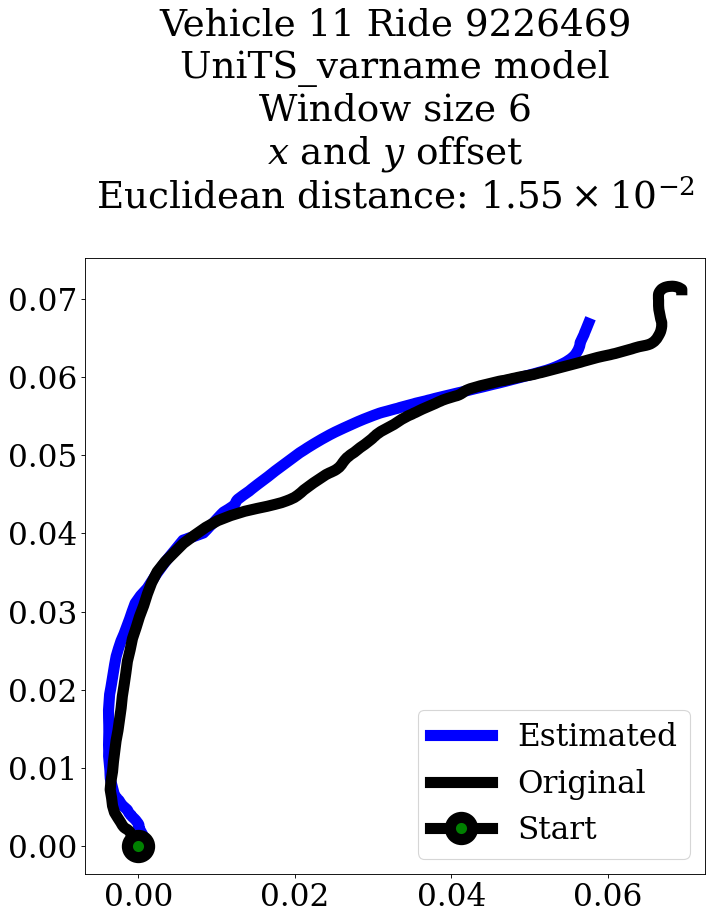 Vehicle 11 Ride 9226469
UniTS_varname model
Window size 6
x and y offset
Euclidean distance: 1.55 × 10⁻²
0.07
0.06
0.05
0.04
0.03
0.02
0.01
0.00
Estimated
Original
Start
0.00 0.02 0.04 0.06